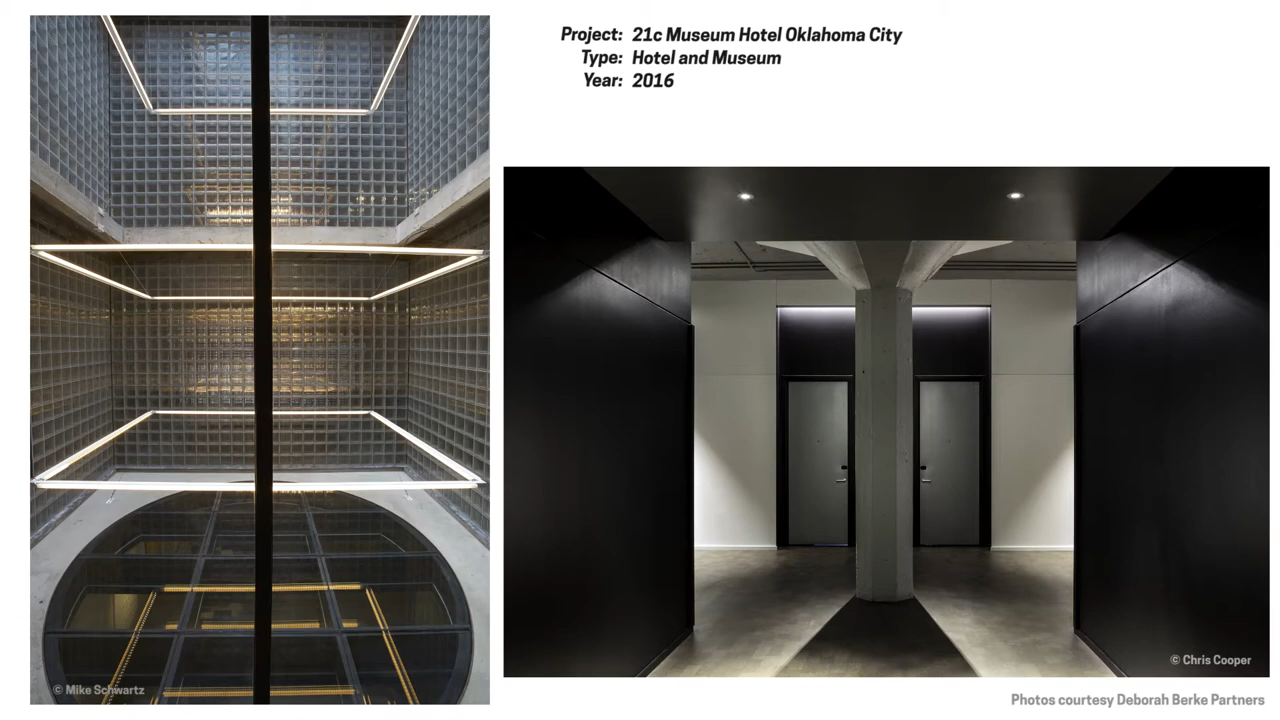 Project: 21c Museum Hotel Oklahoma City
Type: Hotel and Museum
Year: 2016
© Mike Schwartz
© Chris Cooper
Photos courtesy Deborah Berke Partners